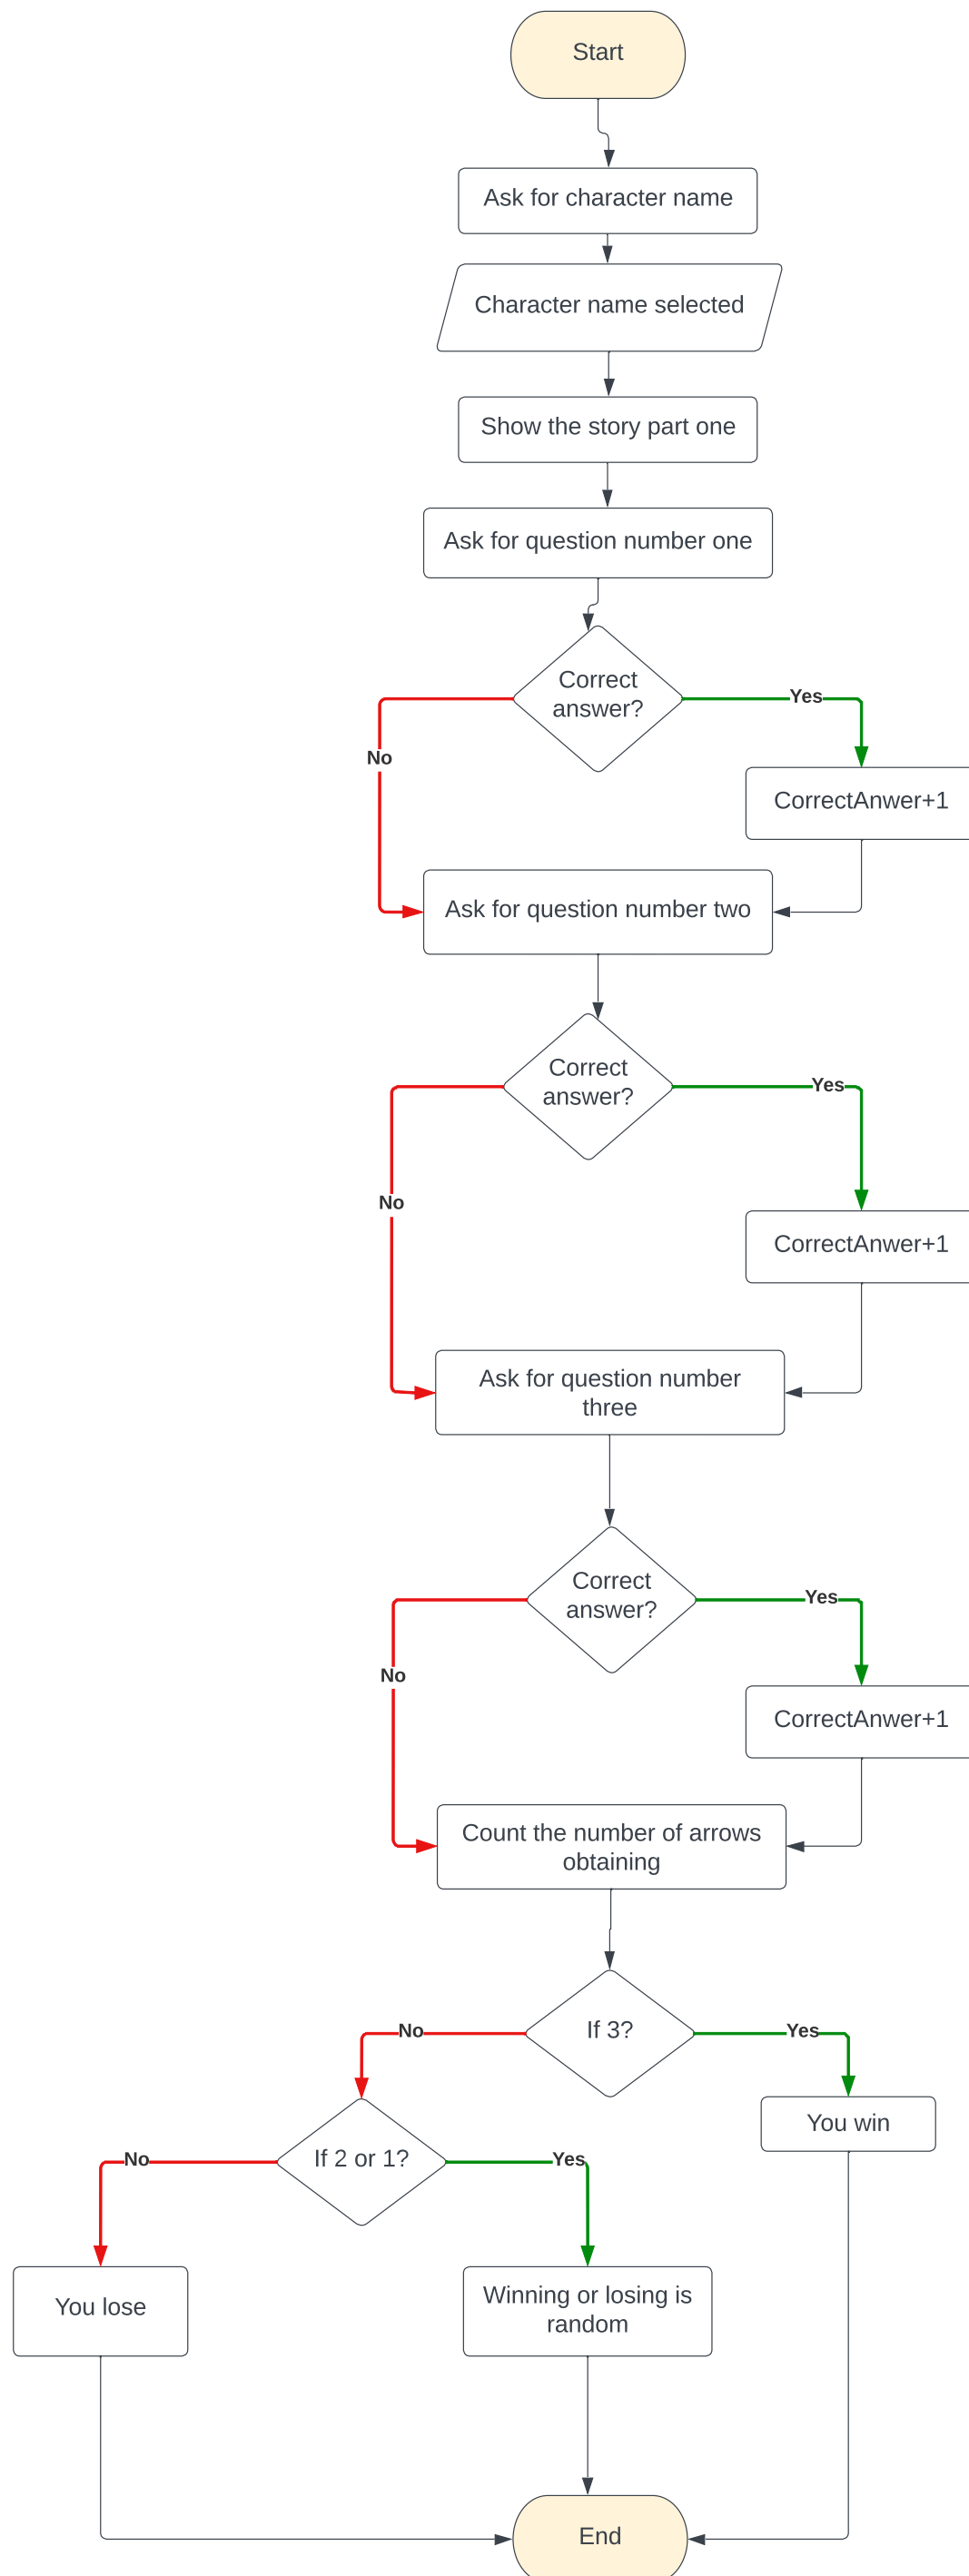 Start
Ask for character name
Character name selected
Show the story part one
Ask for question number one
Correct
answer?
Yes
No
CorrectAnwer+1
Ask for question number two
Correct
answer?
Yes
No
CorrectAnwer+1
Ask for question number
three
Correct
answer?
Yes
No
CorrectAnwer+1
Count the number of arrows
obtaining
If 3?
No
Yes
You win
If 2 or 1?
No
Yes
You lose
Winning or losing is
random
End